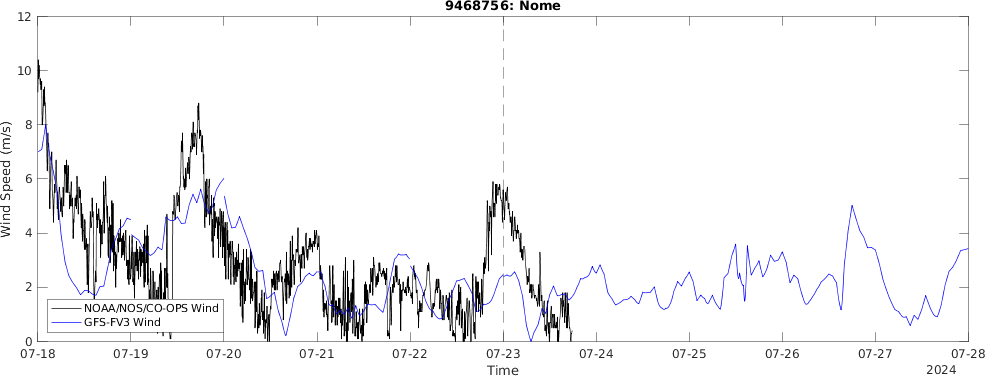 9468756: Nome
12
10
8
6
4
2
0
Wind Speed (m/s)
NOAA/NOS/CO-OPS Wind
GFS-FV3 Wind
07-18 07-19 07-20 07-21 07-22 07-23 07-24 07-25 07-26 07-27 07-28
Time
2024